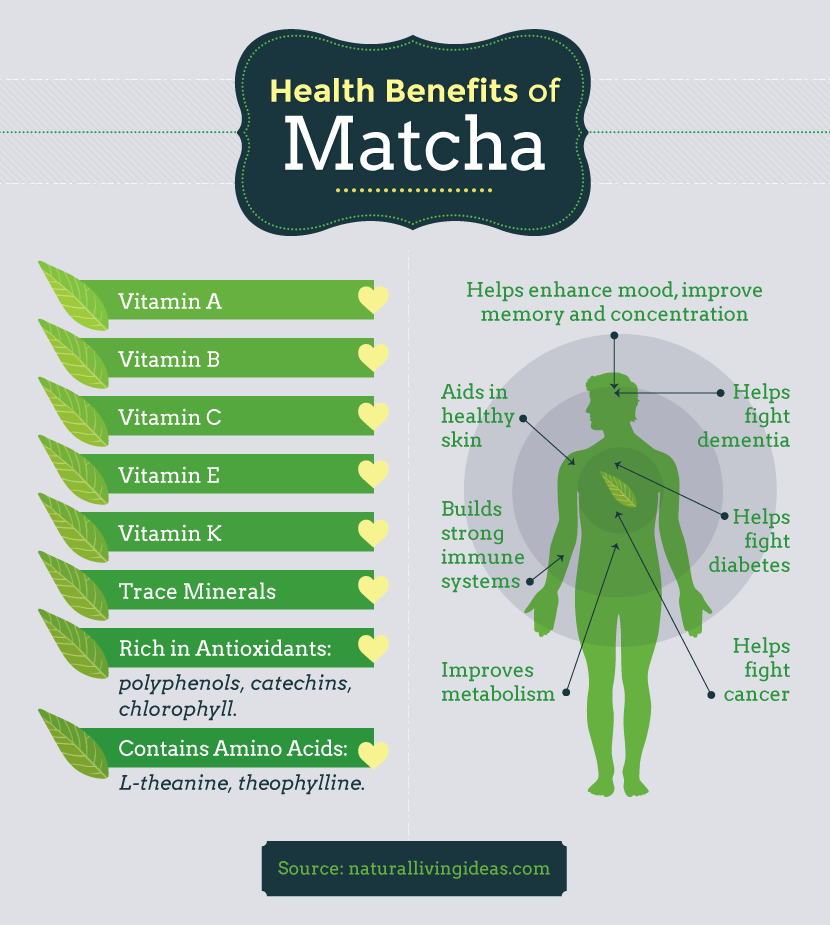 Health Benefits of
Matcha
Vitamin A
Vitamin B
Vitamin C
Vitamin E
Vitamin K
Trace Minerals
Rich in Antioxidants:
polyphenols, catechins,
chlorophyll.
Contains Amino Acids:
L-theanine, theophylline.
Helps enhance mood, improve
memory and concentration
Aids in
healthy
skin
Helps
fight
dementia
Builds
strong
immune
systems
Helps
fight
diabetes
Improves
metabolism
Helps
fight
cancer
Source: naturallivingideas.com